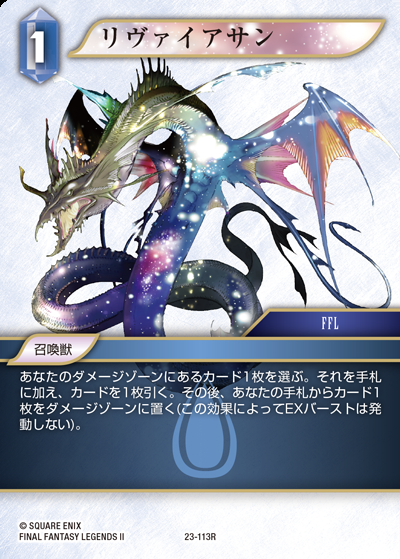 1
リヴァイアサン
FFL
召喚獣
あなたのダメージゾーンにあるカード1枚を選ぶ。それを手札
に加え、カードを1枚引く。その後、あなたの手札からカード1
枚をダメージゾーンに置く(この効果によってEXバーストは発
動しない)。
© SQUARE ENIX
FINAL FANTASY LEGENDS II
23-113R